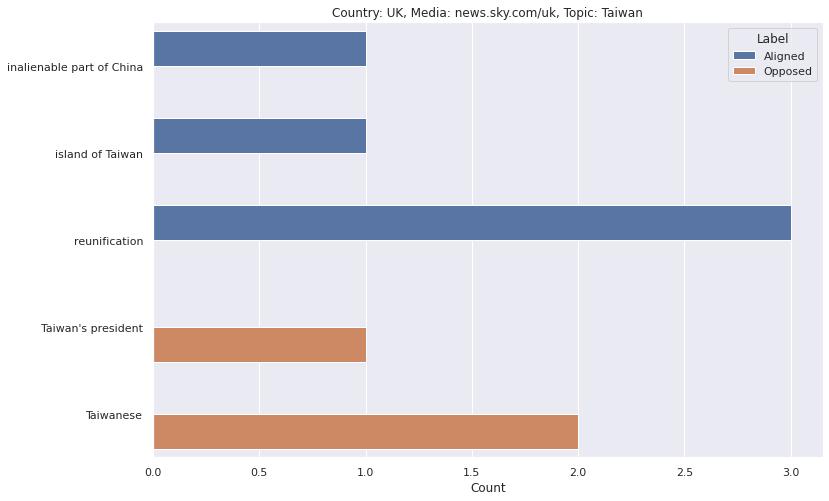 Country: UK, Media: news.sky.com/uk, Topic: Taiwan
Label
Aligned
Opposed
inalienable part of China
island of Taiwan
reunification
Taiwan's president
Taiwanese
0.0 0.5 1.0 1.5 2.0 2.5 3.0
Count